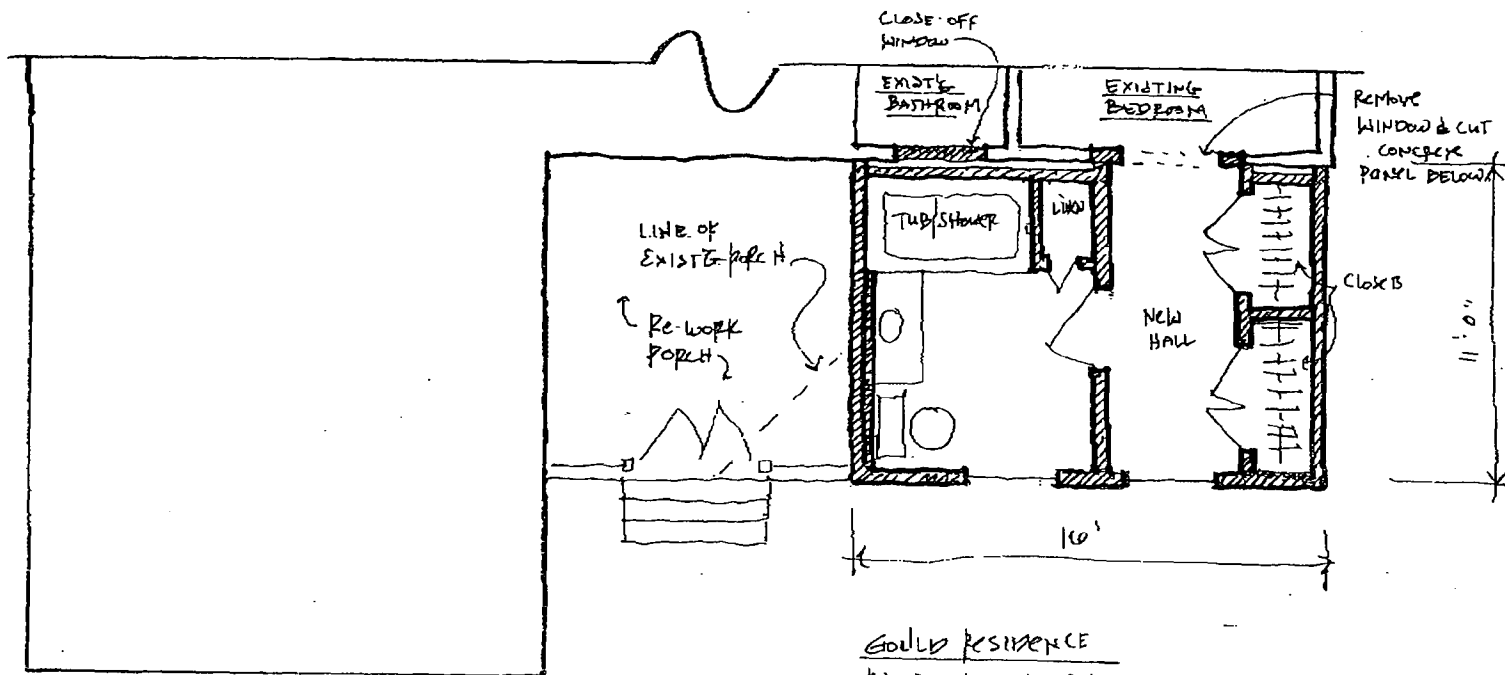 CLOSE OFF
WINDOW
EXIST'G
BATHROOM
EXISTING
BEDROOM
REMOVE
WINDOW & CUT
CONCRETE
PANEL BELOW
LINE OF
EXIST'G PORCH
RE-WORK
PORCH
TUB/SHOWER
LINEN
NEW
HALL
CLOSETS
11'-0"
16'
GOULD RESIDENCE